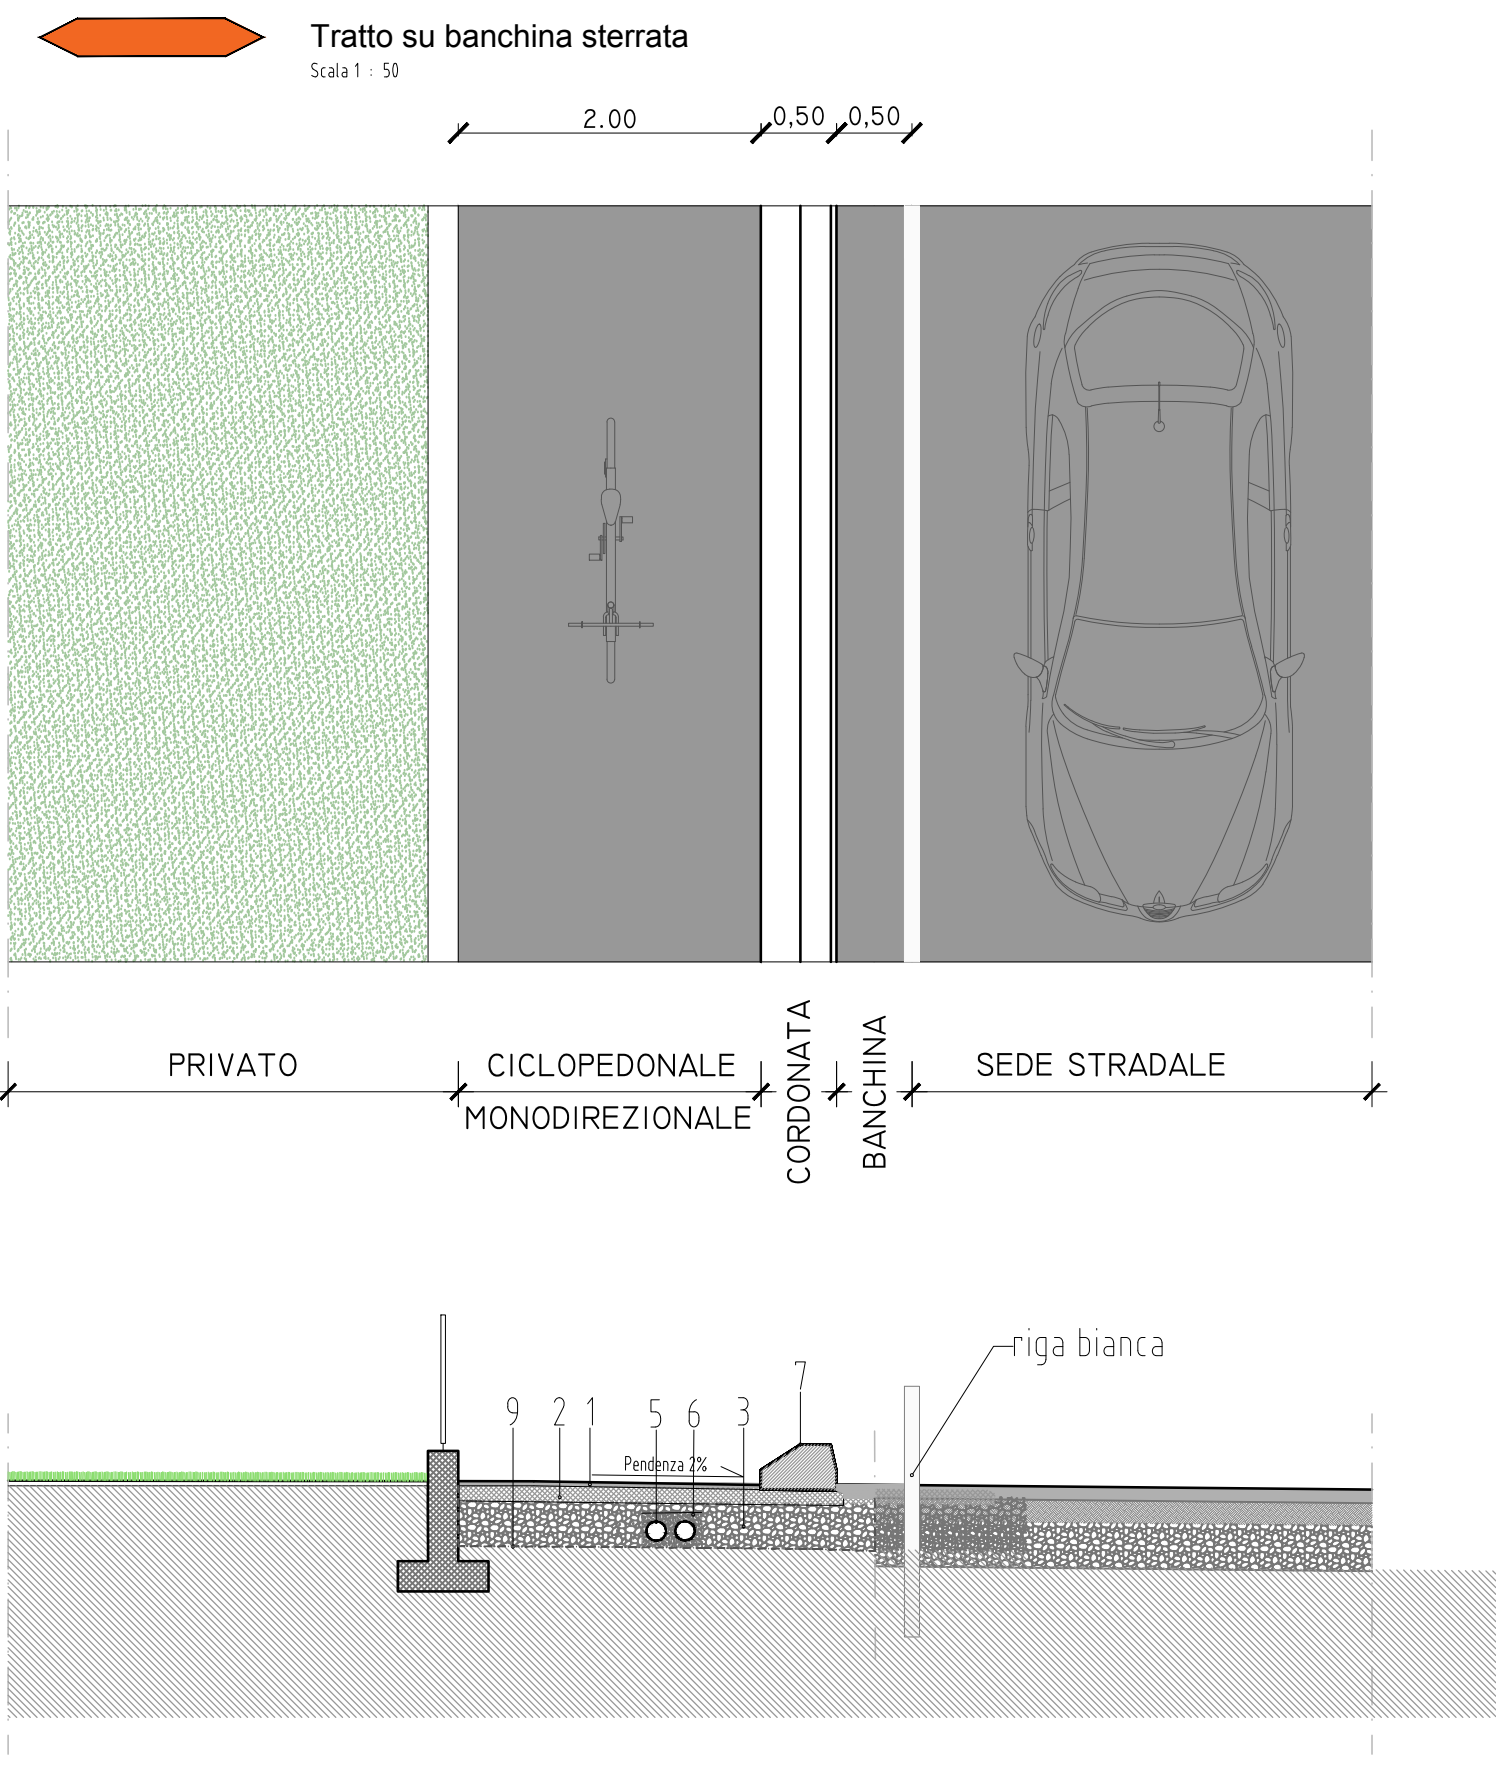 Tratto su banchina sterrata
Scala 1 : 50
2.00
0,50
0,50
PRIVATO
CICLOPEDONALE
MONODIREZIONALE
CORDONATA
BANCHINA
SEDE STRADALE
riga bianca
7
9
2
1
5
6
3
Pendenza 2%